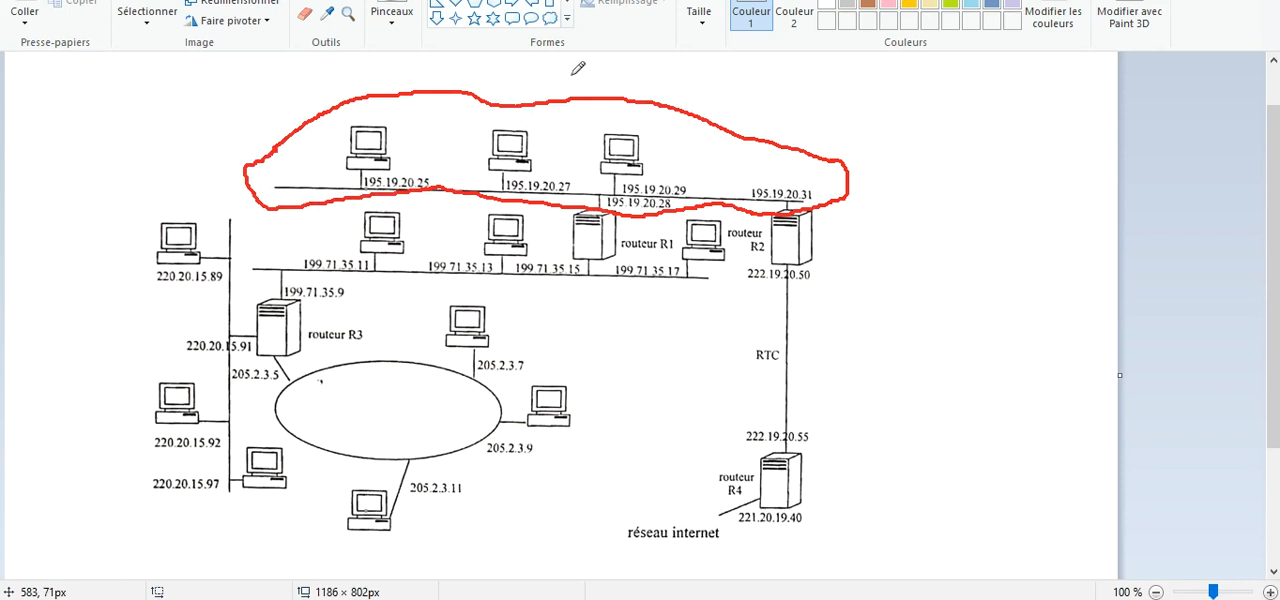 Coller
Copier
Sélectionner
Redimensionner
Faire pivoter
Pinceaux
Remplissage
Taille
Couleur 1
Couleur 2
Modifier les couleurs
Modifier avec Paint 3D
Presse-papiers
Image
Outils
Formes
Couleurs
195.19.20.25
195.19.20.27
195.19.20.29
195.19.20.31
195.19.20.28
routeur R1
routeur
R2
220.20.15.89
199.71.35.11
199.71.35.13
199.71.35.15
199.71.35.17
222.19.20.50
199.71.35.9
routeur R3
220.20.15.91
205.2.3.5
205.2.3.7
RTC
220.20.15.92
205.2.3.9
222.19.20.55
220.20.15.97
205.2.3.11
routeur
R4
221.20.19.40
réseau internet
583, 71px
1186 × 802px
100 %